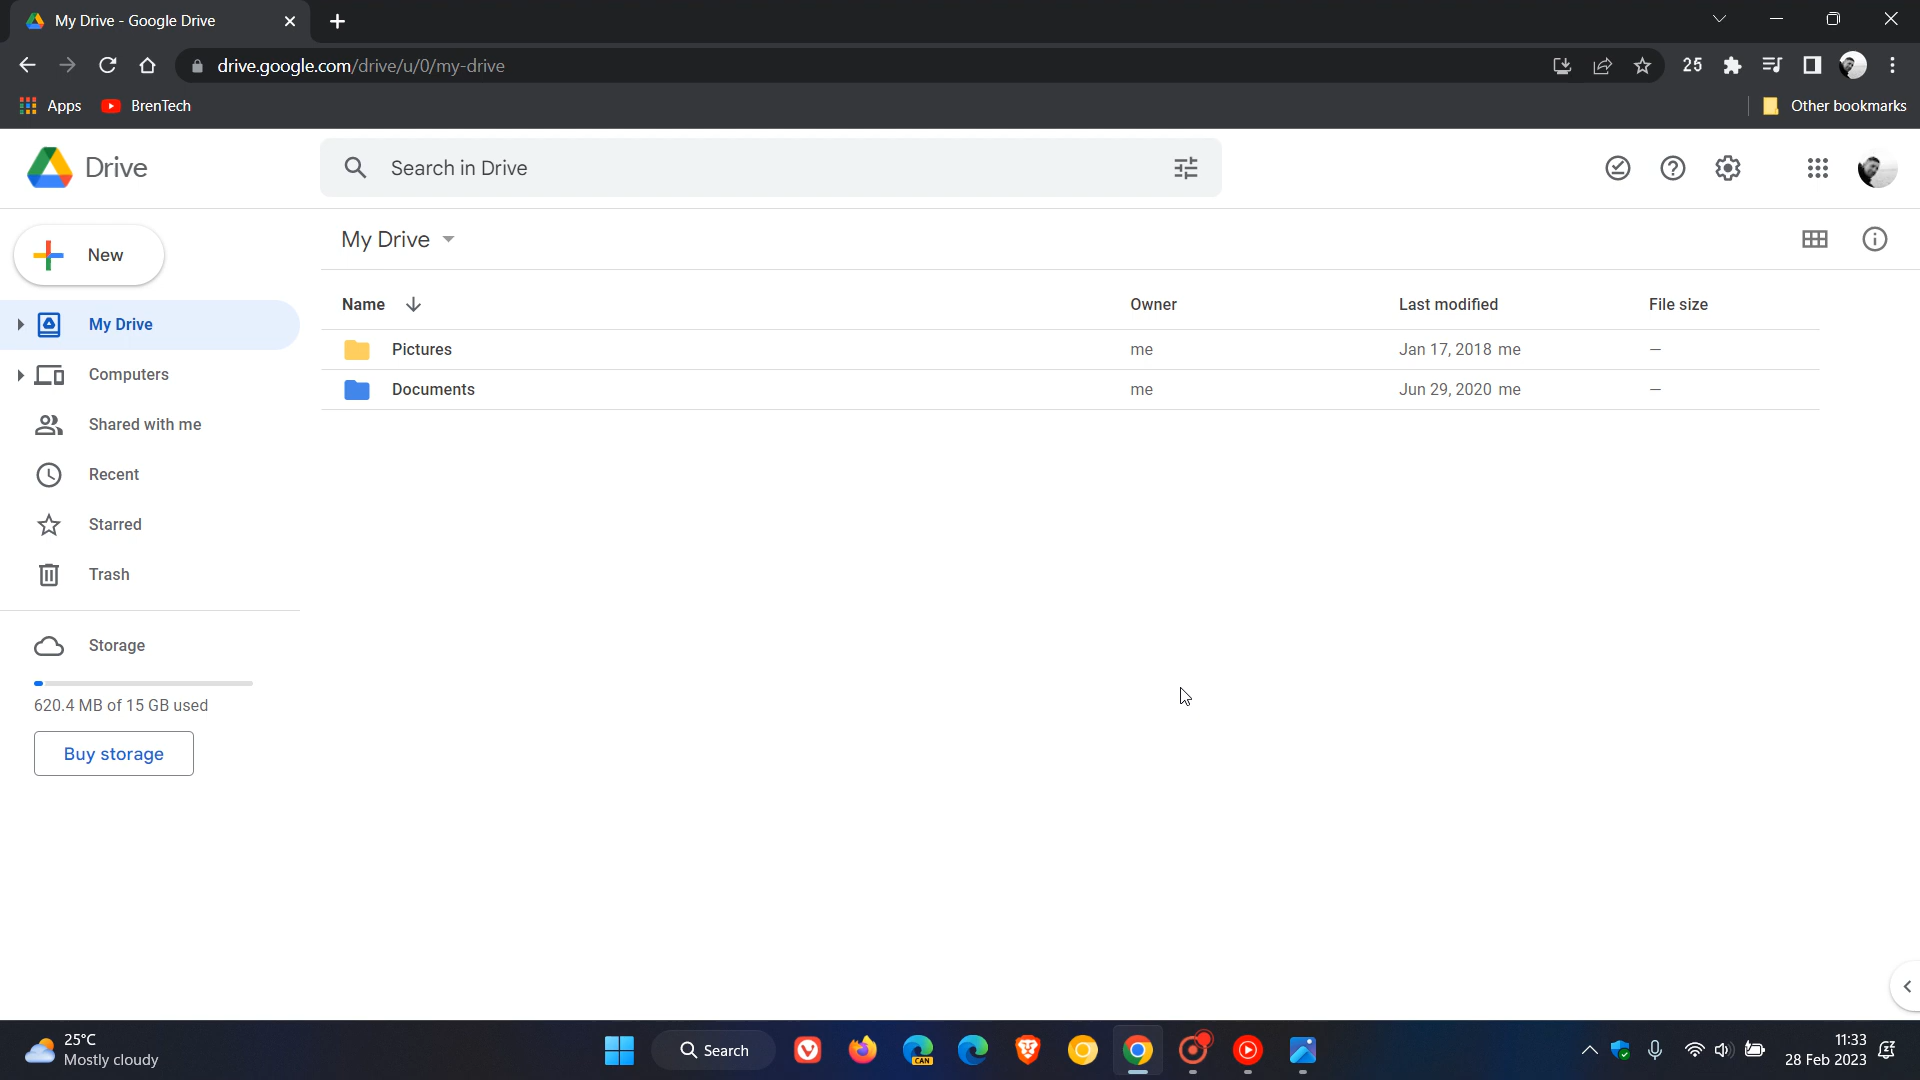 My Drive - Google Drive
drive.google.com/drive/u/0/my-drive
25
Apps
BrenTech
Other bookmarks
Drive
Search in Drive
New
My Drive
My Drive
Computers
Shared with me
Recent
Starred
Trash
Storage
620.4 MB of 15 GB used
Buy storage
Name
Owner
Last modified
File size
Pictures
me
Jan 17, 2018 me
–
Documents
me
Jun 29, 2020 me
–
25°C
Mostly cloudy
Search
CAN
11:33
28 Feb 2023